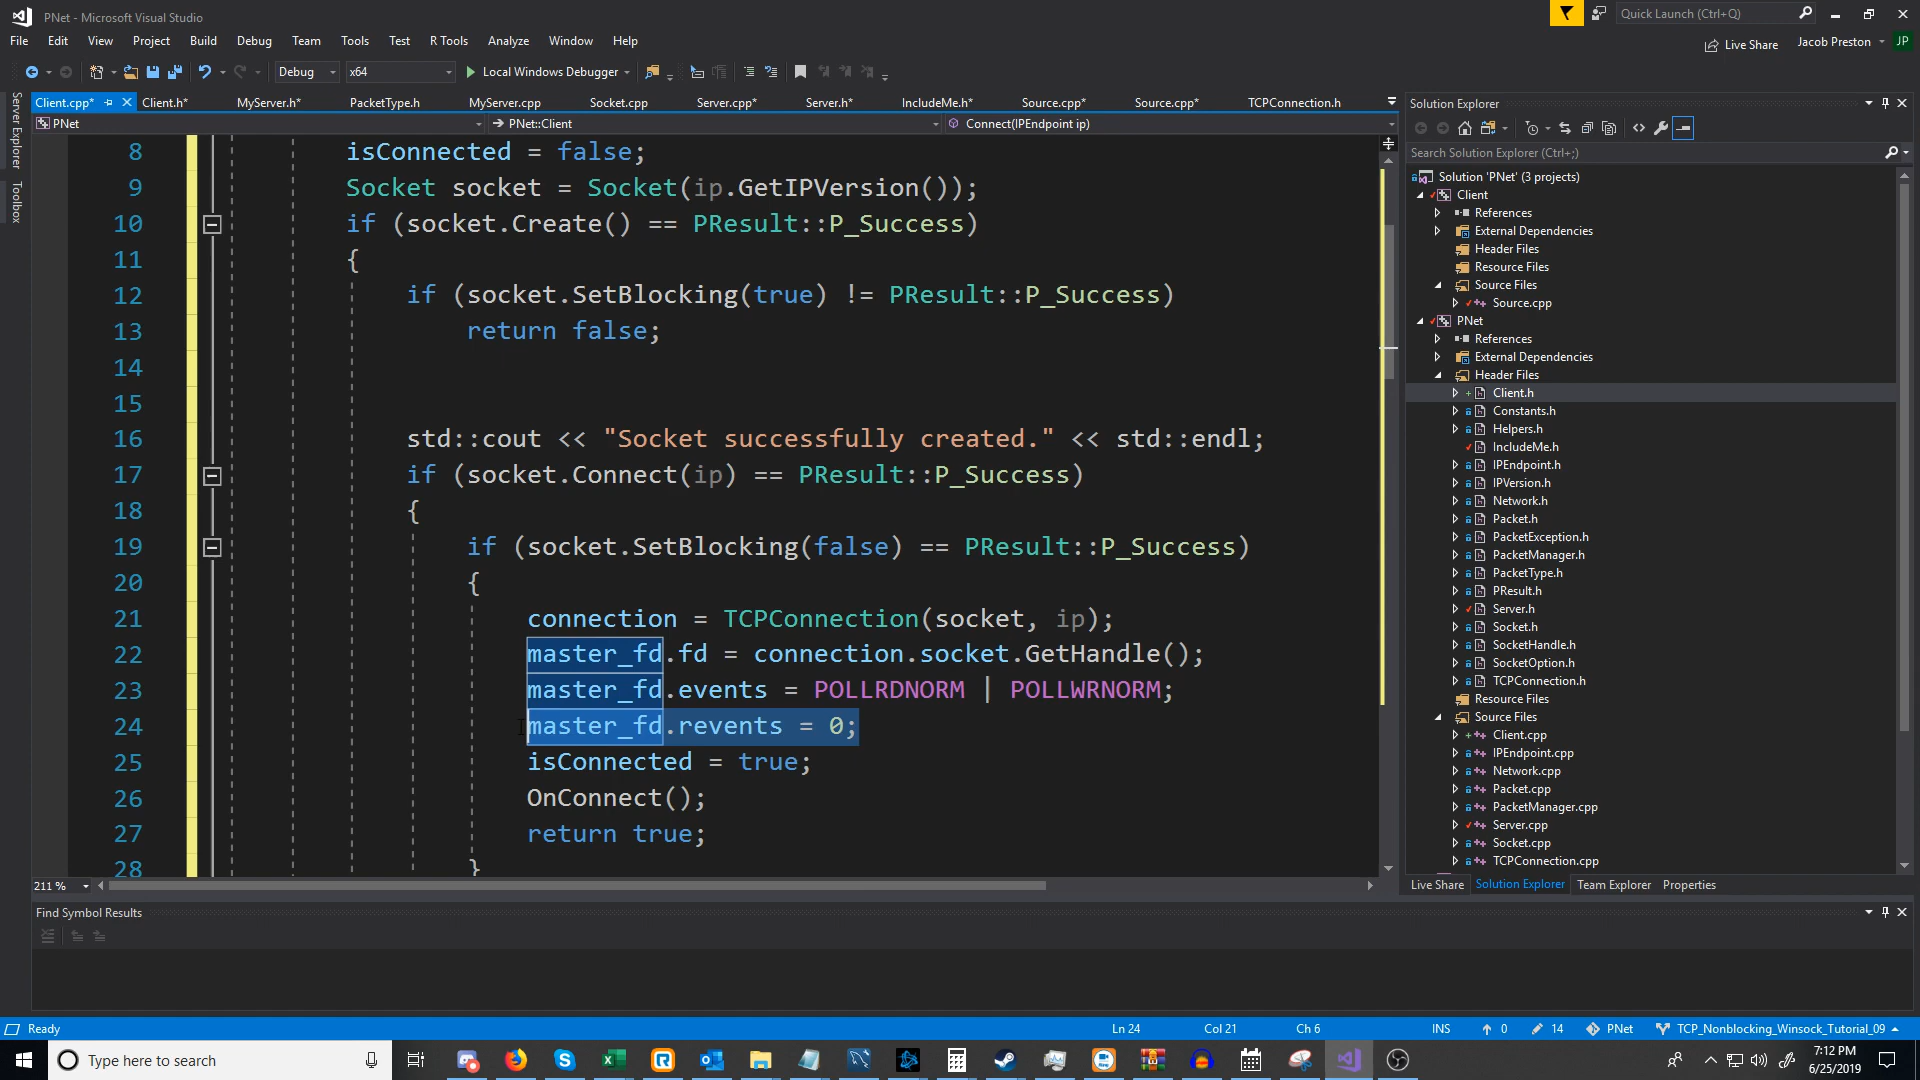 PNet - Microsoft Visual Studio
Quick Launch (Ctrl+Q)
File Edit View Project Build Debug Team Tools Test R Tools Analyze Window Help
Live Share Jacob Preston JP
Debug x64 Local Windows Debugger
Client.cpp* Client.h* MyServer.h* PacketType.h MyServer.cpp Socket.cpp Server.cpp* Server.h* IncludeMe.h* Source.cpp* Source.cpp* TCPConnection.h
PNet PNet::Client Connect(IPEndpoint ip)
Server Explorer
Toolbox
8 isConnected = false;
9 Socket socket = Socket(ip.GetIPVersion());
10 if (socket.Create() == PResult::P_Success)
11 {
12 if (socket.SetBlocking(true) != PResult::P_Success)
13 return false;
14
15
16 std::cout << "Socket successfully created." << std::endl;
17 if (socket.Connect(ip) == PResult::P_Success)
18 {
19 if (socket.SetBlocking(false) == PResult::P_Success)
20 {
21 connection = TCPConnection(socket, ip);
22 master_fd.fd = connection.socket.GetHandle();
23 master_fd.events = POLLRDNORM | POLLWRNORM;
24 master_fd.revents = 0;
25 isConnected = true;
26 OnConnect();
27 return true;
28 }
211 %
Solution Explorer
Search Solution Explorer (Ctrl+;)
Solution 'PNet' (3 projects)
Client
References
External Dependencies
Header Files
Resource Files
Source Files
Source.cpp
PNet
References
External Dependencies
Header Files
Client.h
Constants.h
Helpers.h
IncludeMe.h
IPEndpoint.h
IPVersion.h
Network.h
Packet.h
PacketException.h
PacketManager.h
PacketType.h
PResult.h
Server.h
Socket.h
SocketHandle.h
SocketOption.h
TCPConnection.h
Resource Files
Source Files
Client.cpp
IPEndpoint.cpp
Network.cpp
Packet.cpp
PacketManager.cpp
Server.cpp
Socket.cpp
TCPConnection.cpp
Live Share Solution Explorer Team Explorer Properties
Find Symbol Results
Ready Ln 24 Col 21 Ch 6 INS 0 14 PNet TCP_Nonblocking_Winsock_Tutorial_09
Type here to search
7:12 PM
6/25/2019